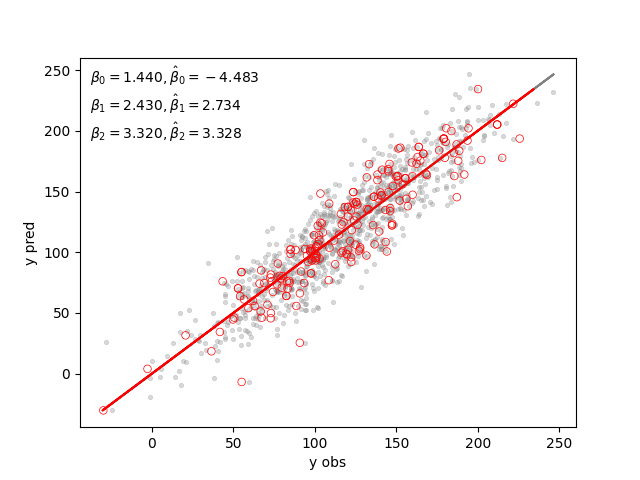 β₀ = 1.440, β̂₀ = −4.483
β₁ = 2.430, β̂₁ = 2.734
β₂ = 3.320, β̂₂ = 3.328
250
200
150
100
50
0
y pred
0 50 100 150 200 250
y obs